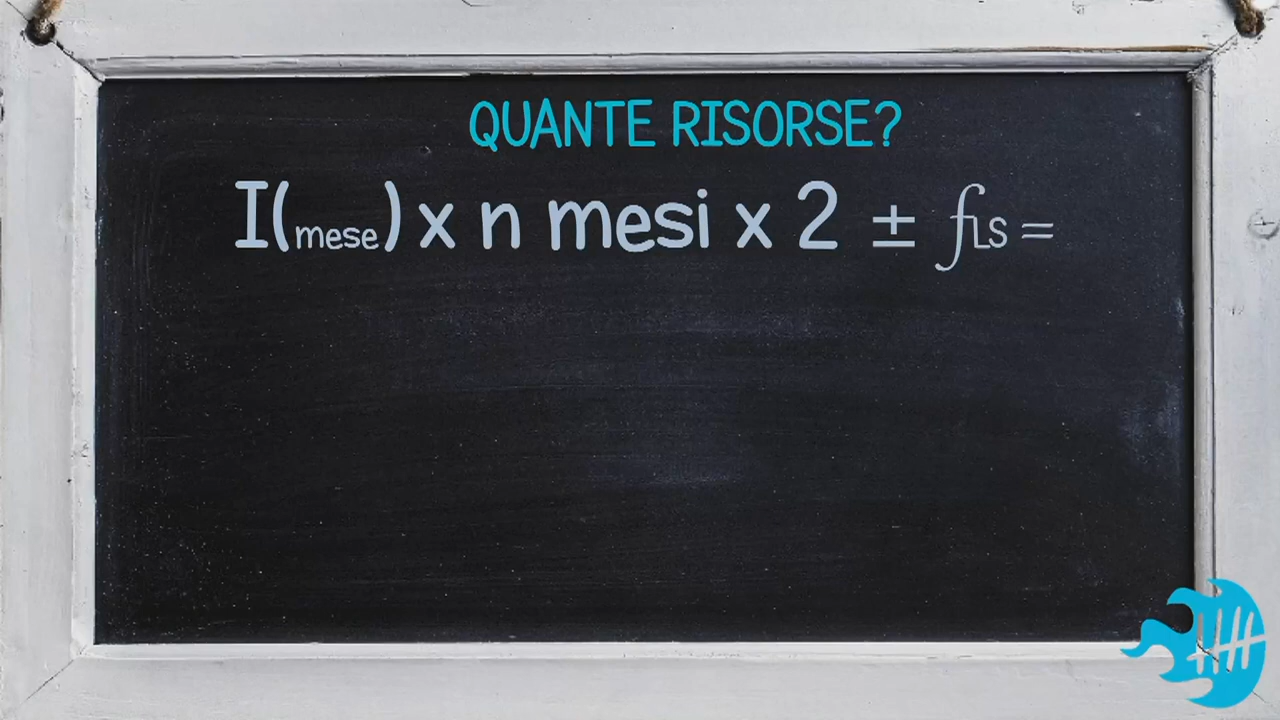 QUANTE RISORSE?
I(mese) x n mesi x 2 ± fLs =